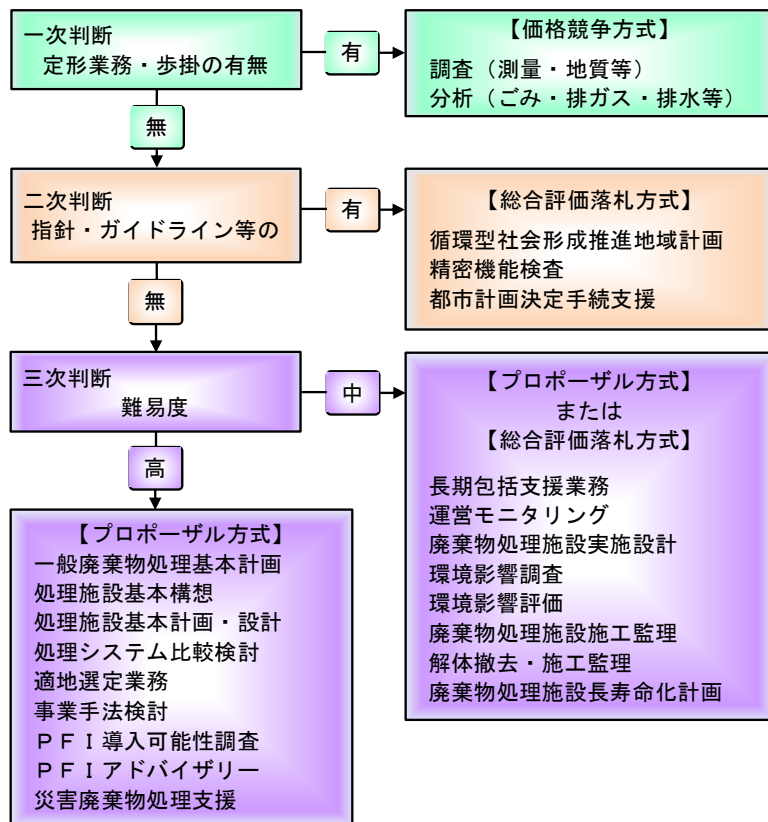 一次判断
定形業務・歩掛の有無
有
【価格競争方式】
調査（測量・地質等）
分析（ごみ・排ガス・排水等）
無
二次判断
指針・ガイドライン等の
有
【総合評価落札方式】
循環型社会形成推進地域計画
精密機能検査
都市計画決定手続支援
無
三次判断
難易度
中
【プロポーザル方式】
または
【総合評価落札方式】
長期包括支援業務
運営モニタリング
廃棄物処理施設実施設計
環境影響調査
環境影響評価
廃棄物処理施設施工監理
解体撤去・施工監理
廃棄物処理施設長寿命化計画
高
【プロポーザル方式】
一般廃棄物処理基本計画
処理施設基本構想
処理施設基本計画・設計
処理システム比較検討
適地選定業務
事業手法検討
ＰＦＩ導入可能性調査
ＰＦＩアドバイザリー
災害廃棄物処理支援